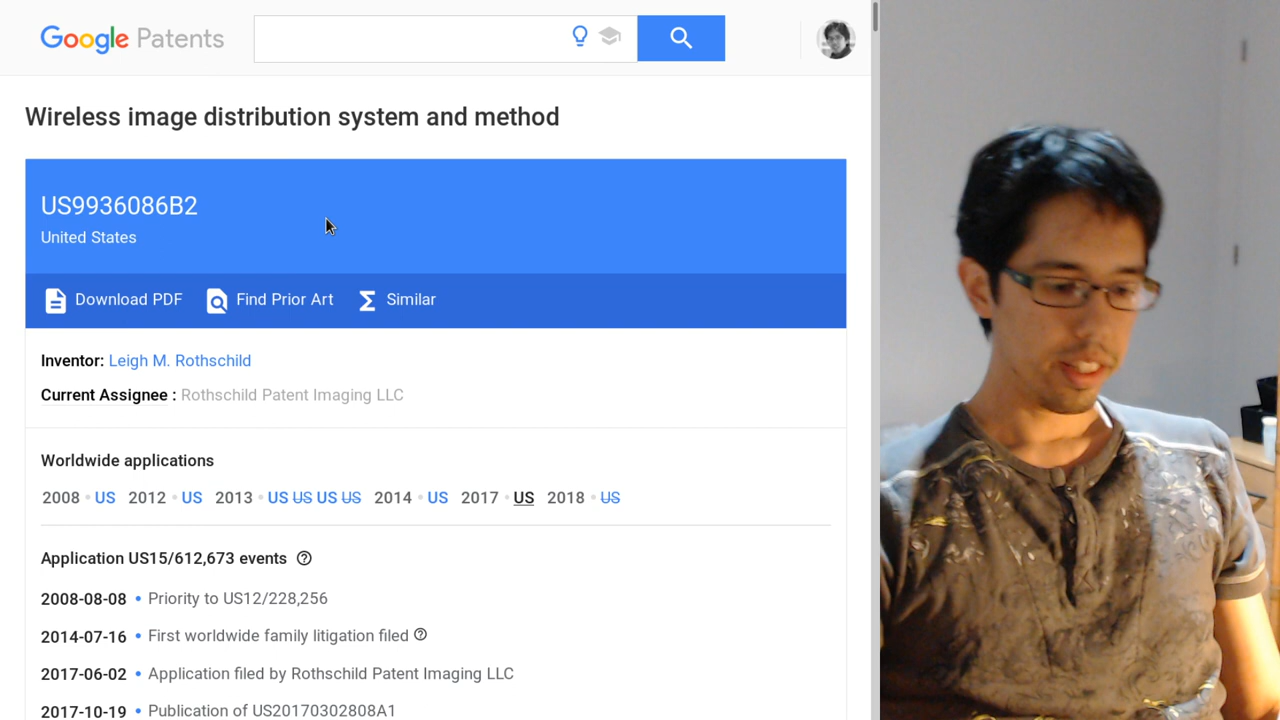 Google Patents
Wireless image distribution system and method
US9936086B2
United States
Download PDF Find Prior Art Similar
Inventor: Leigh M. Rothschild
Current Assignee : Rothschild Patent Imaging LLC
Worldwide applications
2008 • US 2012 • US 2013 • US US US US 2014 • US 2017 • US 2018 • US
Application US15/612,673 events
2008-08-08 • Priority to US12/228,256
2014-07-16 • First worldwide family litigation filed
2017-06-02 • Application filed by Rothschild Patent Imaging LLC
2017-10-19 • Publication of US20170302808A1